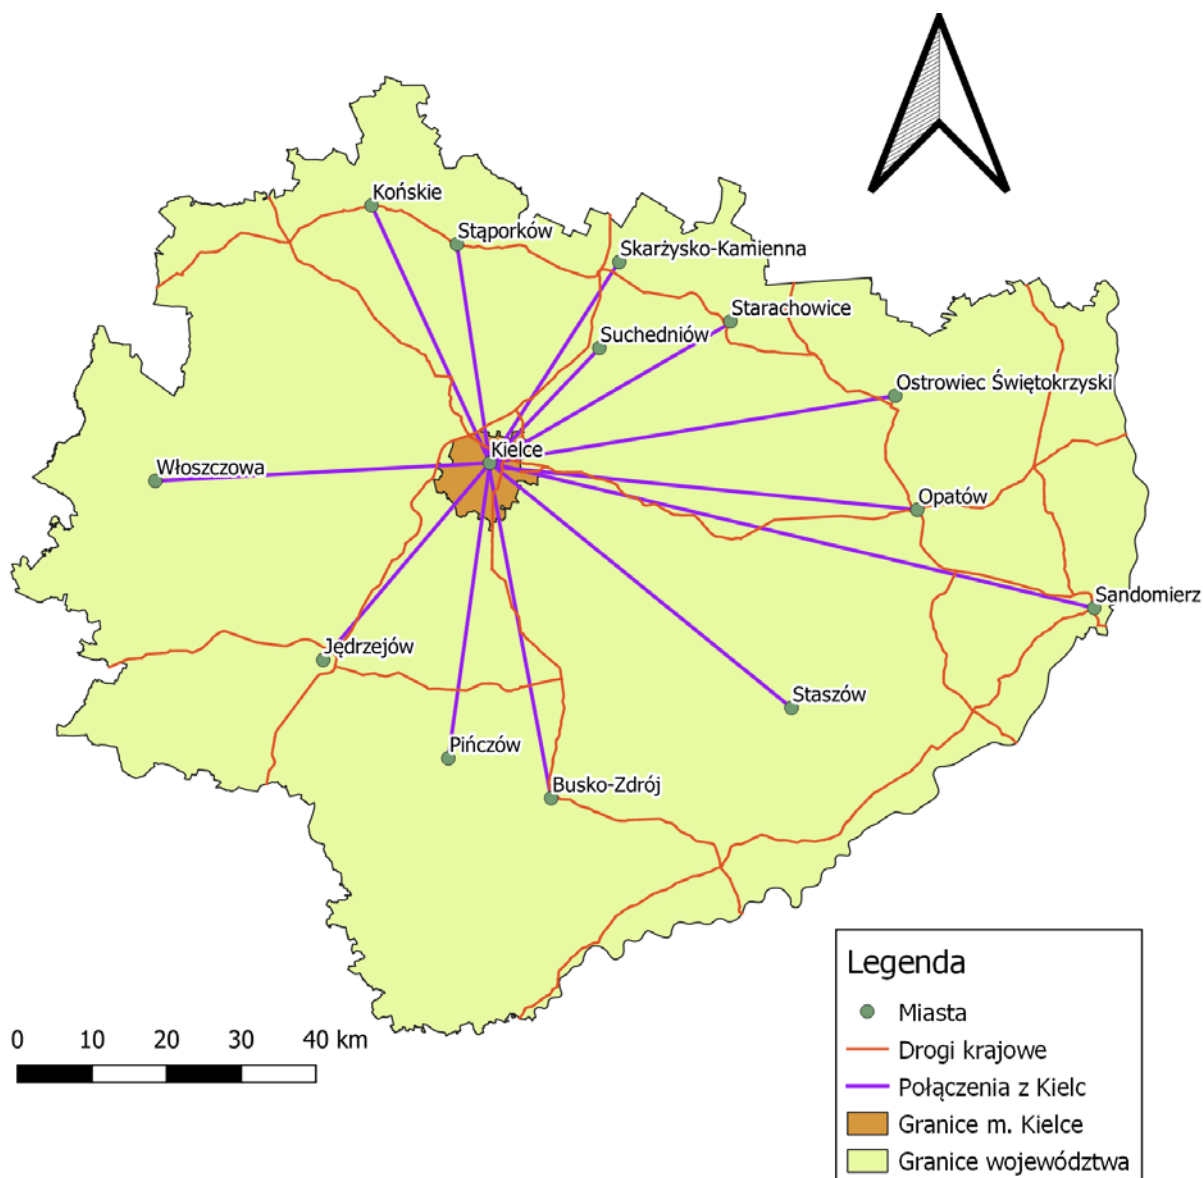 Końskie
Stąporków
Skarżysko-Kamienna
Starachowice
Suchedniów
Ostrowiec Świętokrzyski
Kielce
Włoszczowa
Opatów
Sandomierz
Jędrzejów
Staszów
Pińczów
Busko-Zdrój
Legenda
Miasta
Drogi krajowe
Połączenia z Kielc
Granice m. Kielce
Granice województwa
0 10 20 30 40 km